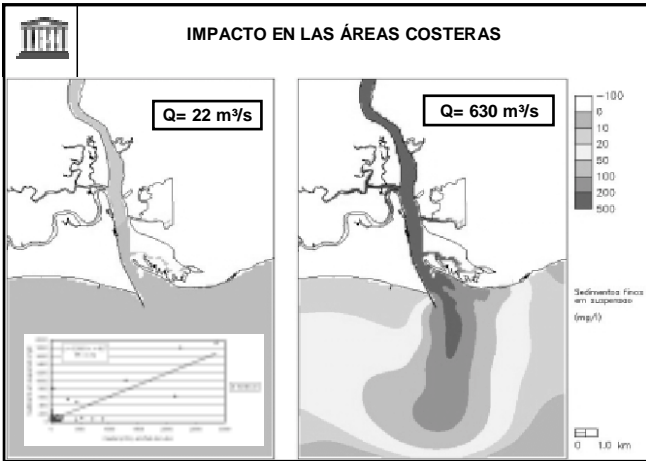 IMPACTO EN LAS ÁREAS COSTERAS
Q= 22 m³/s
Q= 630 m³/s
-100
0
10
20
50
100
200
500
Sedimentos finos
em suspensão
(mg/l)
0 1.0 km